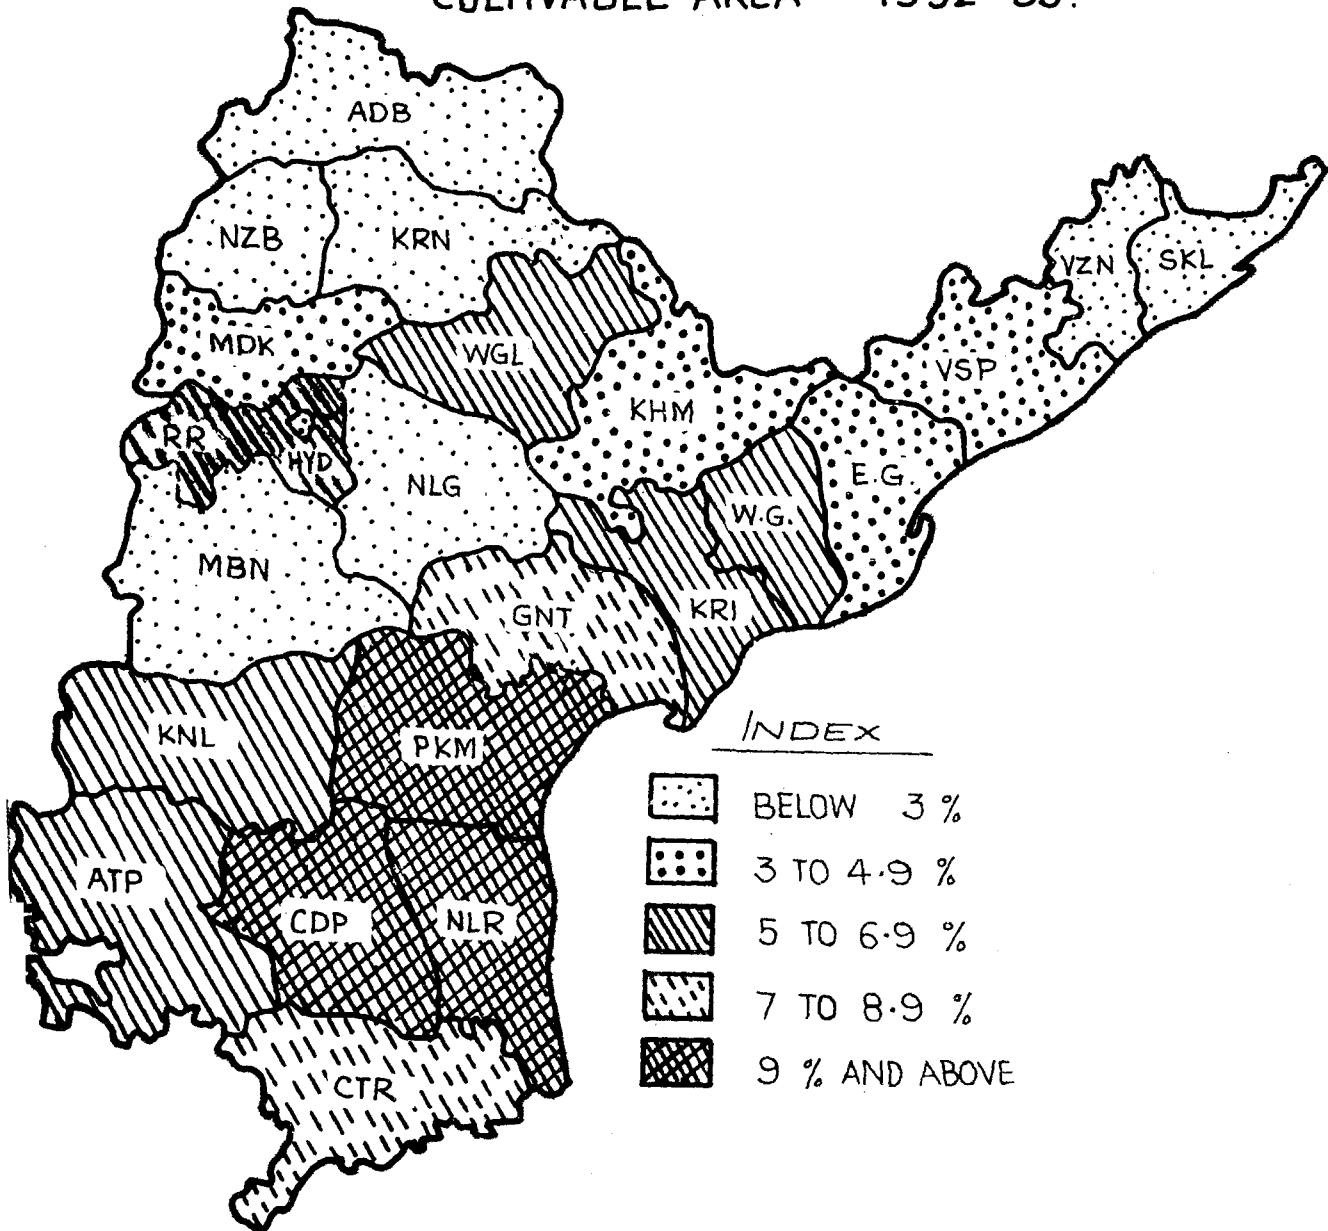 CULTIVABLE AREA - 1992-93.
ADB
NZB
KRN
VZN
SKL
MDK
WGL
VSP
KHM
RR
HYD
NLG
E.G.
W.G.
MBN
GNT
KRI
KNL
PKM
ATP
CDP
NLR
CTR
INDEX
BELOW 3 %
3 TO 4.9 %
5 TO 6.9 %
7 TO 8.9 %
9 % AND ABOVE